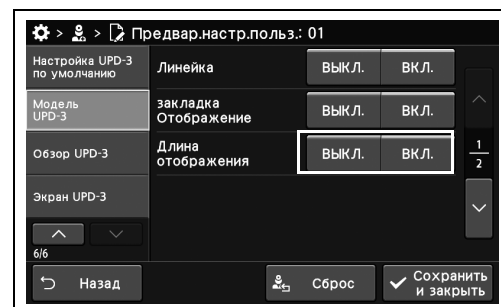 > > Предвар.настр.польз.: 01
Настройка UPD-3
по умолчанию
Линейка
ВЫКЛ.
ВКЛ.
Модель
UPD-3
закладка
Отображение
ВЫКЛ.
ВКЛ.
Обзор UPD-3
Длина
отображения
ВЫКЛ.
ВКЛ.
1
2
Экран UPD-3
6/6
Назад
Сброс
Сохранить
и закрыть